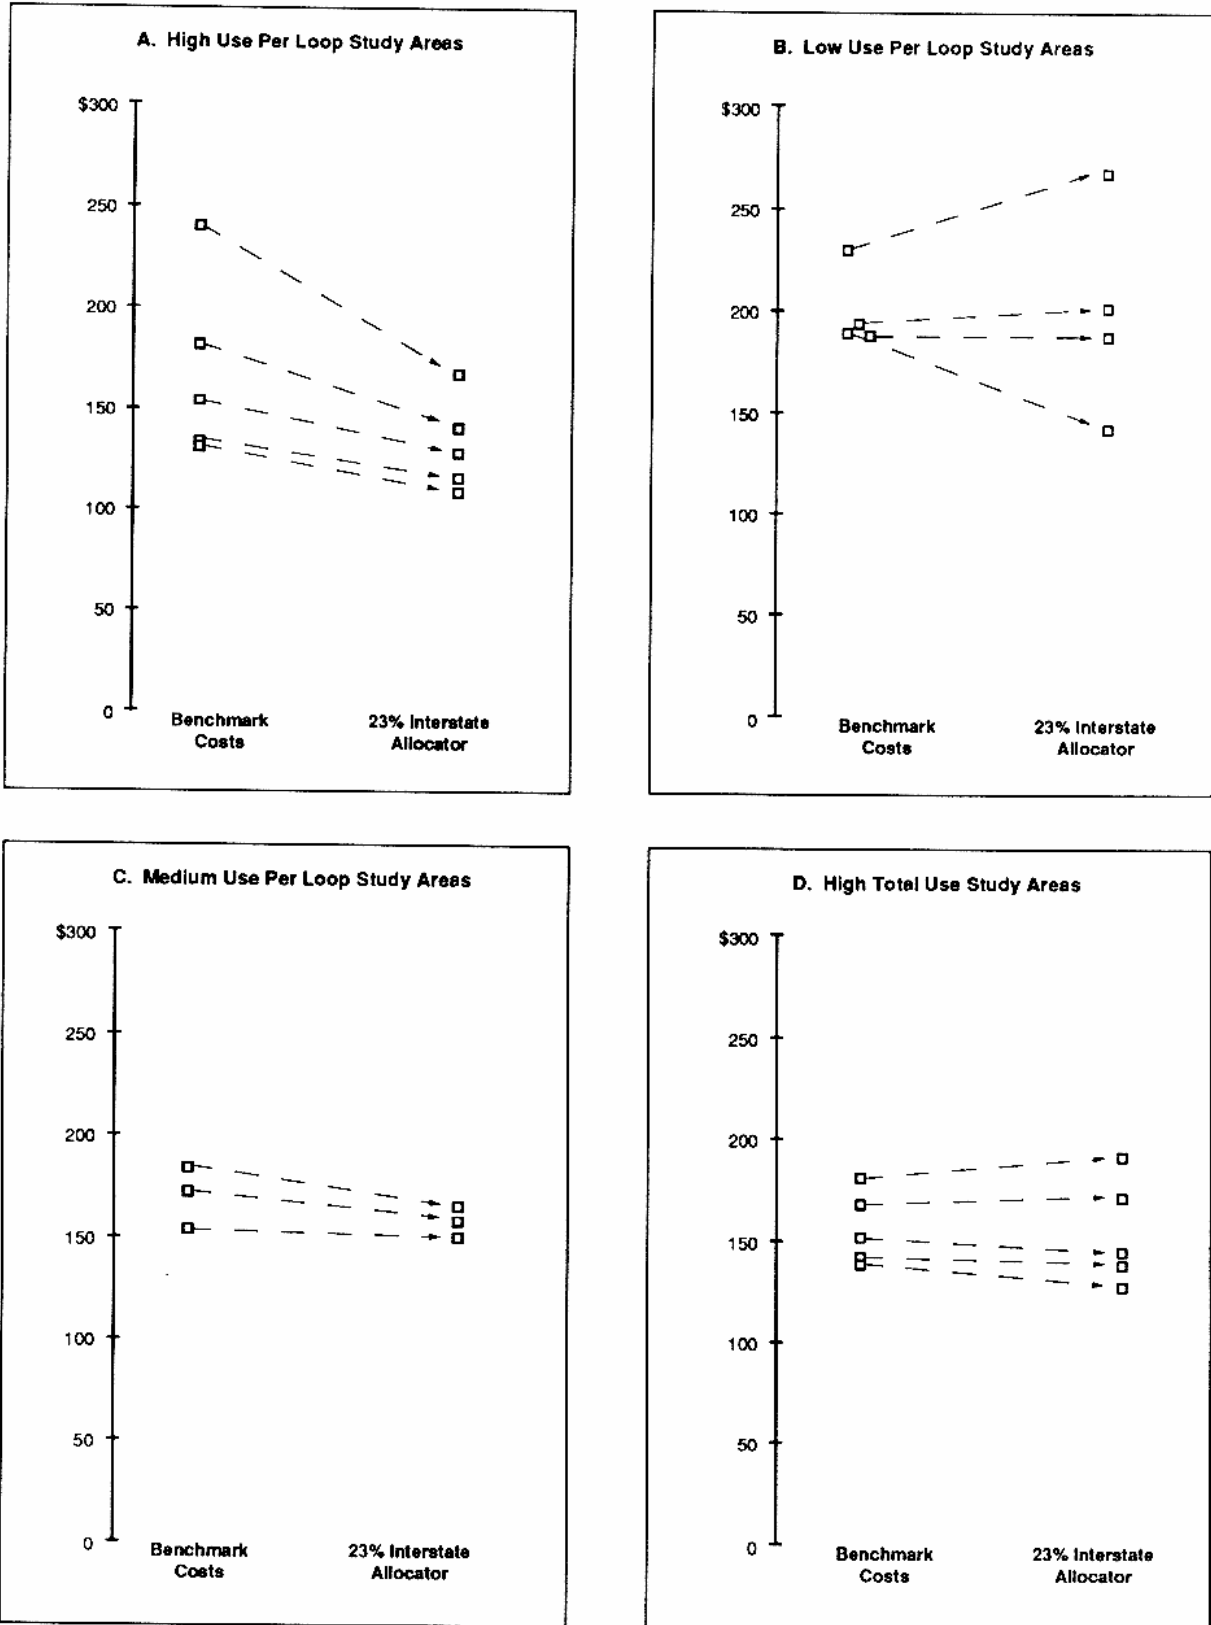 A. High Use Per Loop Study Areas
$300
250
200
150
100
50
0
Benchmark
Costs
23% Interstate
Allocator
B. Low Use Per Loop Study Areas
$300
250
200
150
100
50
0
Benchmark
Costs
23% Interstate
Allocator
C. Medium Use Per Loop Study Areas
$300
250
200
150
100
50
0
Benchmark
Costs
23% Interstate
Allocator
D. High Total Use Study Areas
$300
250
200
150
100
50
0
Benchmark
Costs
23% Interstate
Allocator